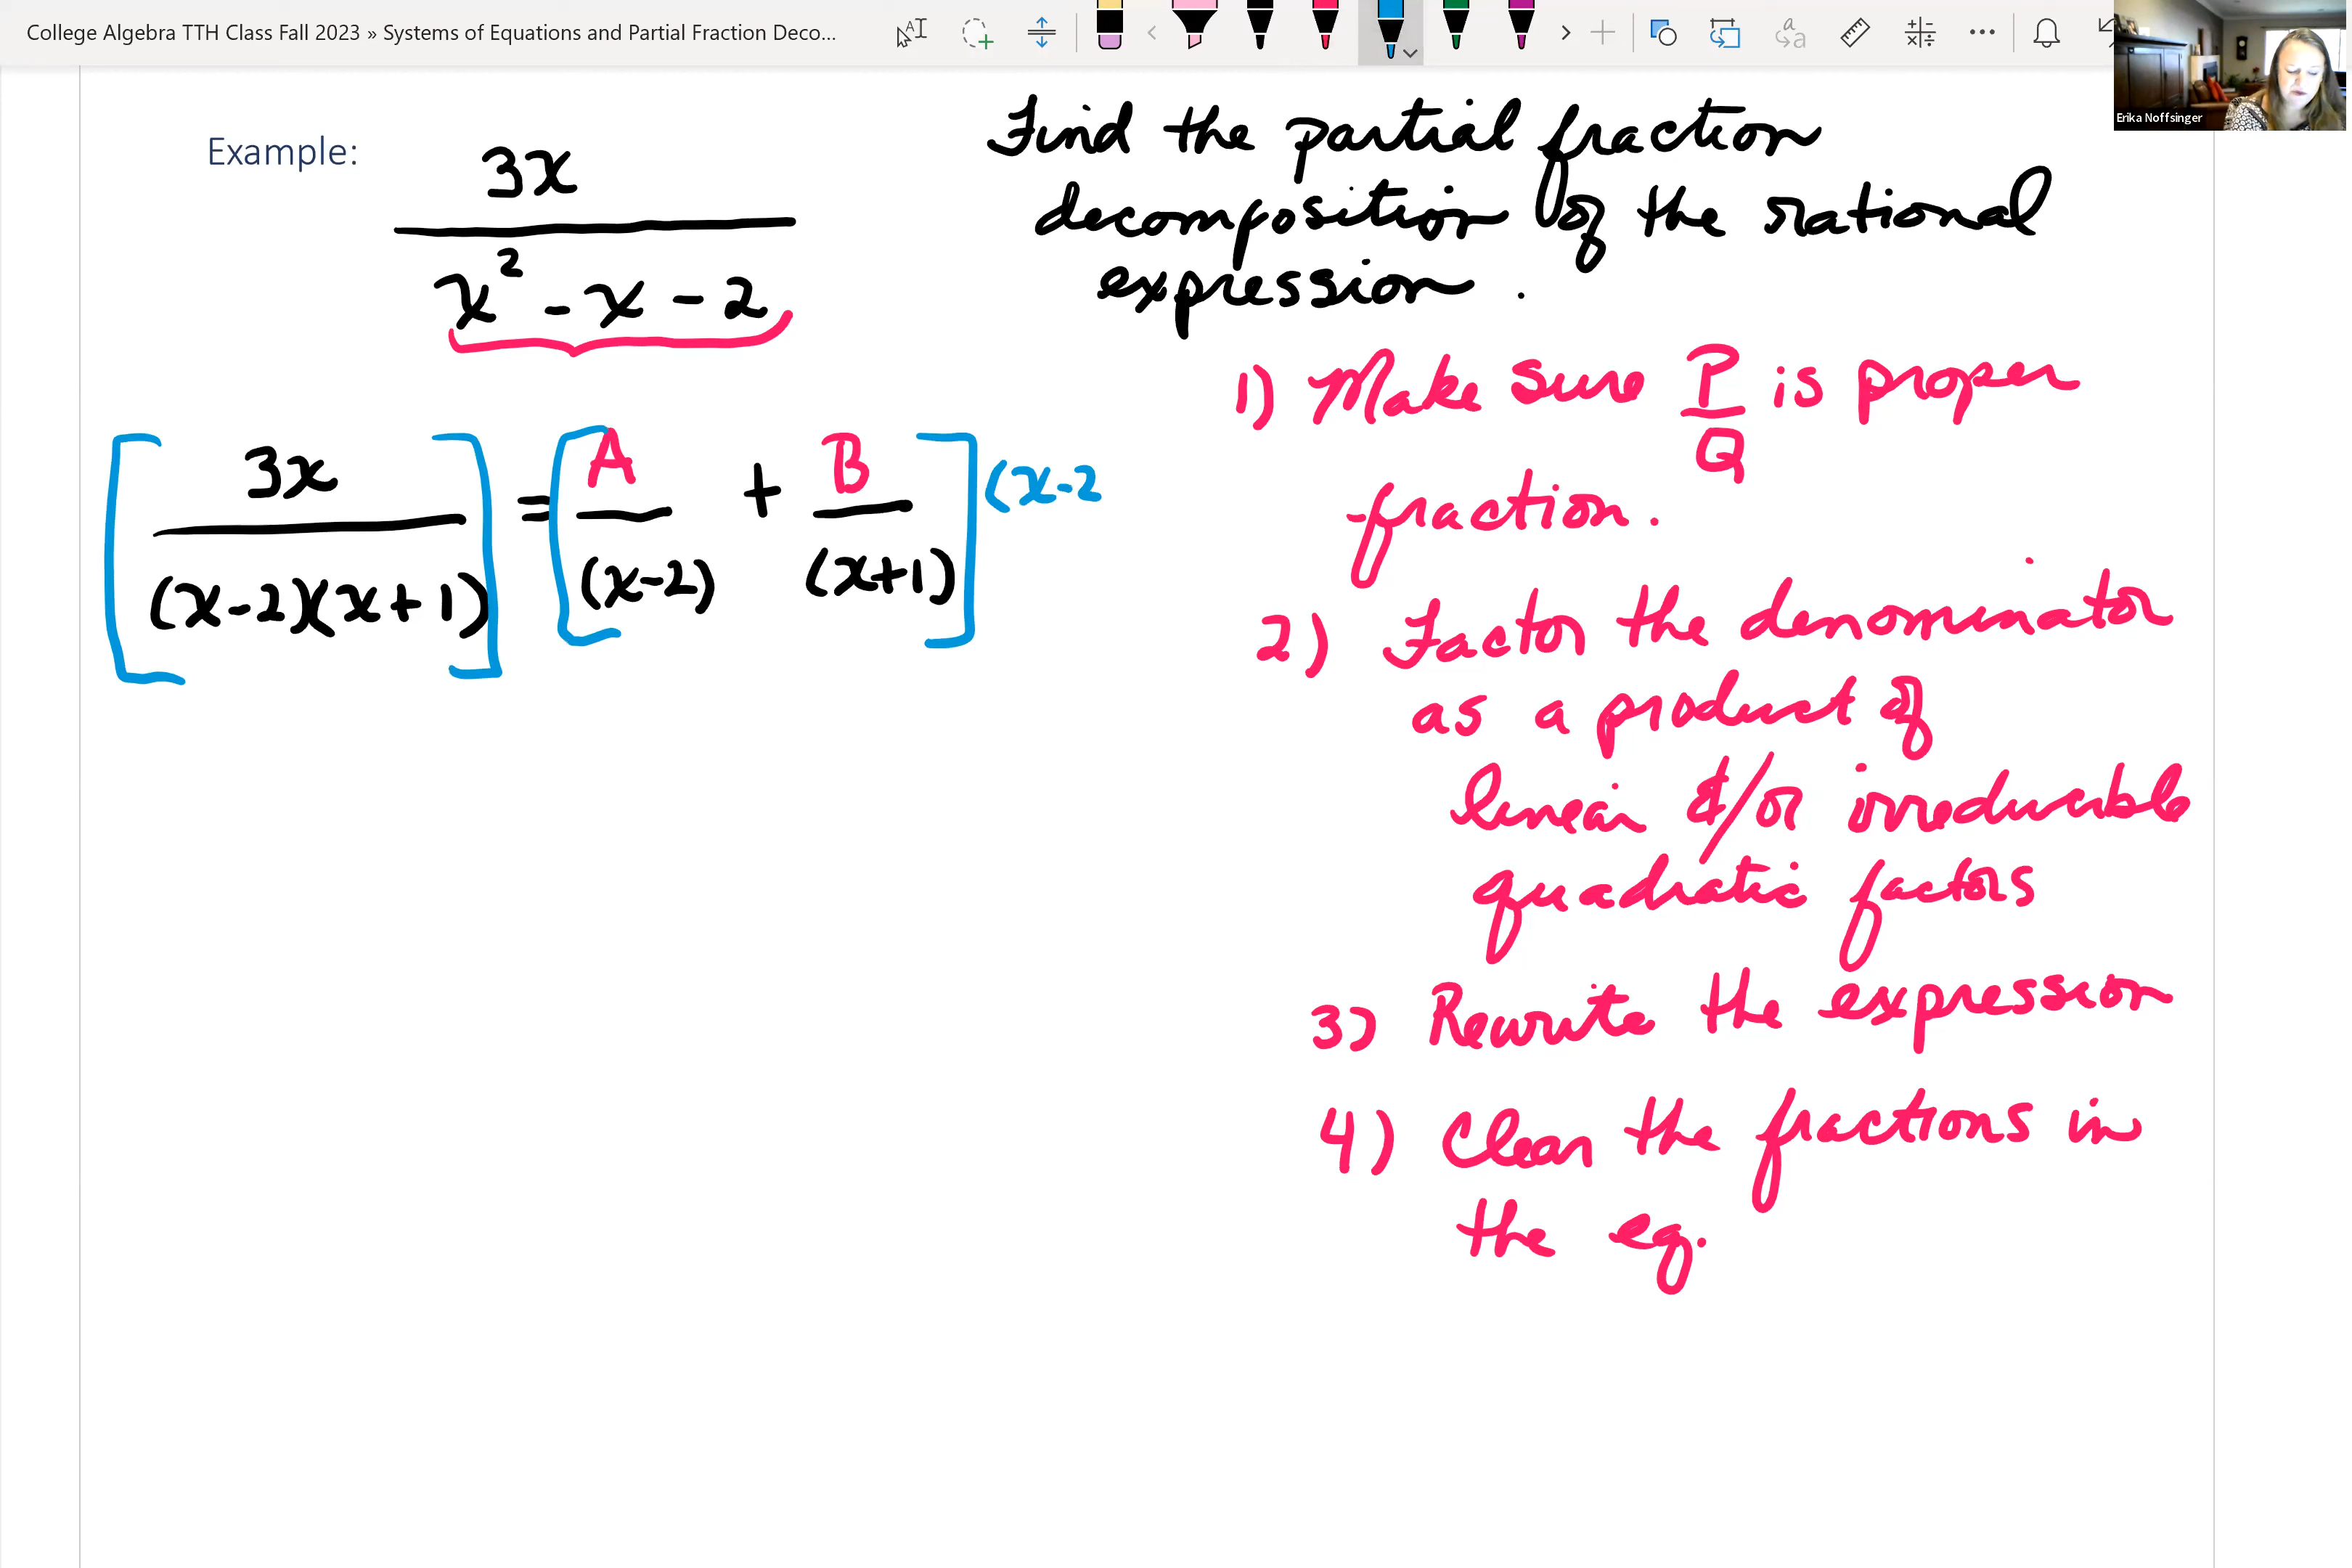 College Algebra TTH Class Fall 2023 » Systems of Equations and Partial Fraction Deco...
Erika Noffsinger
Example:
3x
x² - x - 2
Find the partial fraction
decomposition of the rational
expression.
[3x / (x-2)(x+1)] = [A / (x-2) + B / (x+1)] (x-2
1) Make sure P/Q is proper
fraction.
2) Factor the denominator
as a product of
linear &/or irreducible
quadratic factors
3) Rewrite the expression
4) Clear the fractions in
the eq.